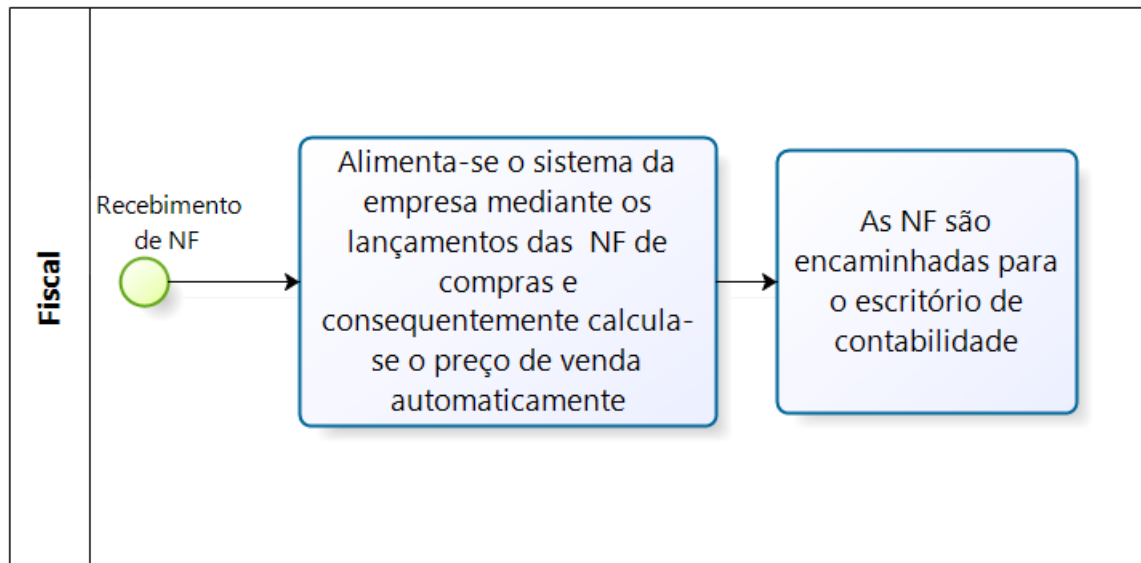 Fiscal
Recebimento
de NF
Alimenta-se o sistema da
empresa mediante os
lançamentos das  NF de
compras e
consequentemente calcula-
se o preço de venda
automaticamente
As NF são
encaminhadas para
o escritório de
contabilidade